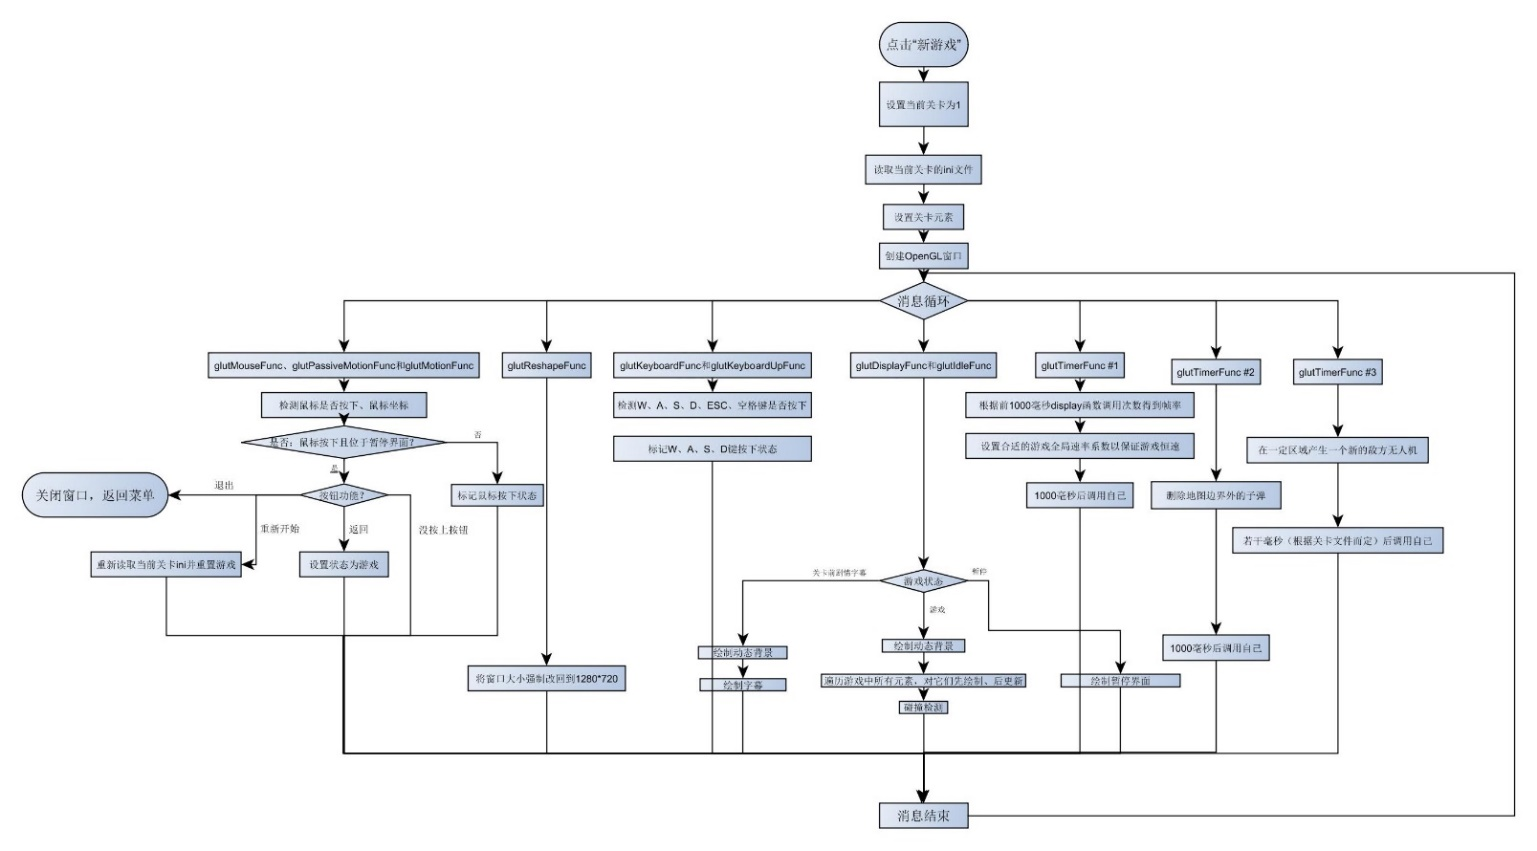 点击“新游戏”
设置当前关卡为1
读取当前关卡的ini文件
设置关卡元素
创建OpenGL窗口
消息循环
glutMouseFunc、glutPassiveMotionFunc和glutMotionFunc
glutReshapeFunc
glutKeyboardFunc和glutKeyboardUpFunc
glutDisplayFunc和glutIdleFunc
glutTimerFunc #1
glutTimerFunc #2
glutTimerFunc #3
检测鼠标是否按下、鼠标坐标
检测W、A、S、D、ESC、空格键是否按下
根据前1000毫秒display函数调用次数得到帧率
是否：鼠标按下且位于暂停界面？
否
标记W、A、S、D键按下状态
设置合适的游戏全局速率系数以保证游戏恒速
在一定区域产生一个新的敌方无人机
是
关闭窗口，返回菜单
退出
按钮功能？
标记鼠标按下状态
1000毫秒后调用自己
删除地图边界外的子弹
重新开始
返回
没按上按钮
若干毫秒（根据关卡文件而定）后调用自己
重新读取当前关卡ini并重置游戏
设置状态为游戏
关卡前剧情字幕
游戏状态
暂停
游戏
绘制动态背景
绘制动态背景
1000毫秒后调用自己
将窗口大小强制改回到1280*720
绘制字幕
遍历游戏中所有元素，对它们先绘制、后更新
绘制暂停界面
碰撞检测
消息结束